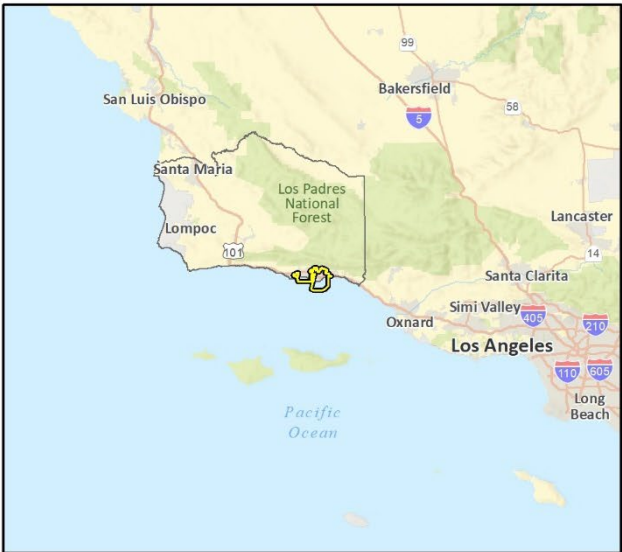 99
Bakersfield
58
San Luis Obispo
5
Santa Maria
Los Padres
National
Forest
Lompoc
Lancaster
101
14
Santa Clarita
Simi Valley
405
Oxnard
210
Los Angeles
110
605
Long
Beach
Pacific
Ocean